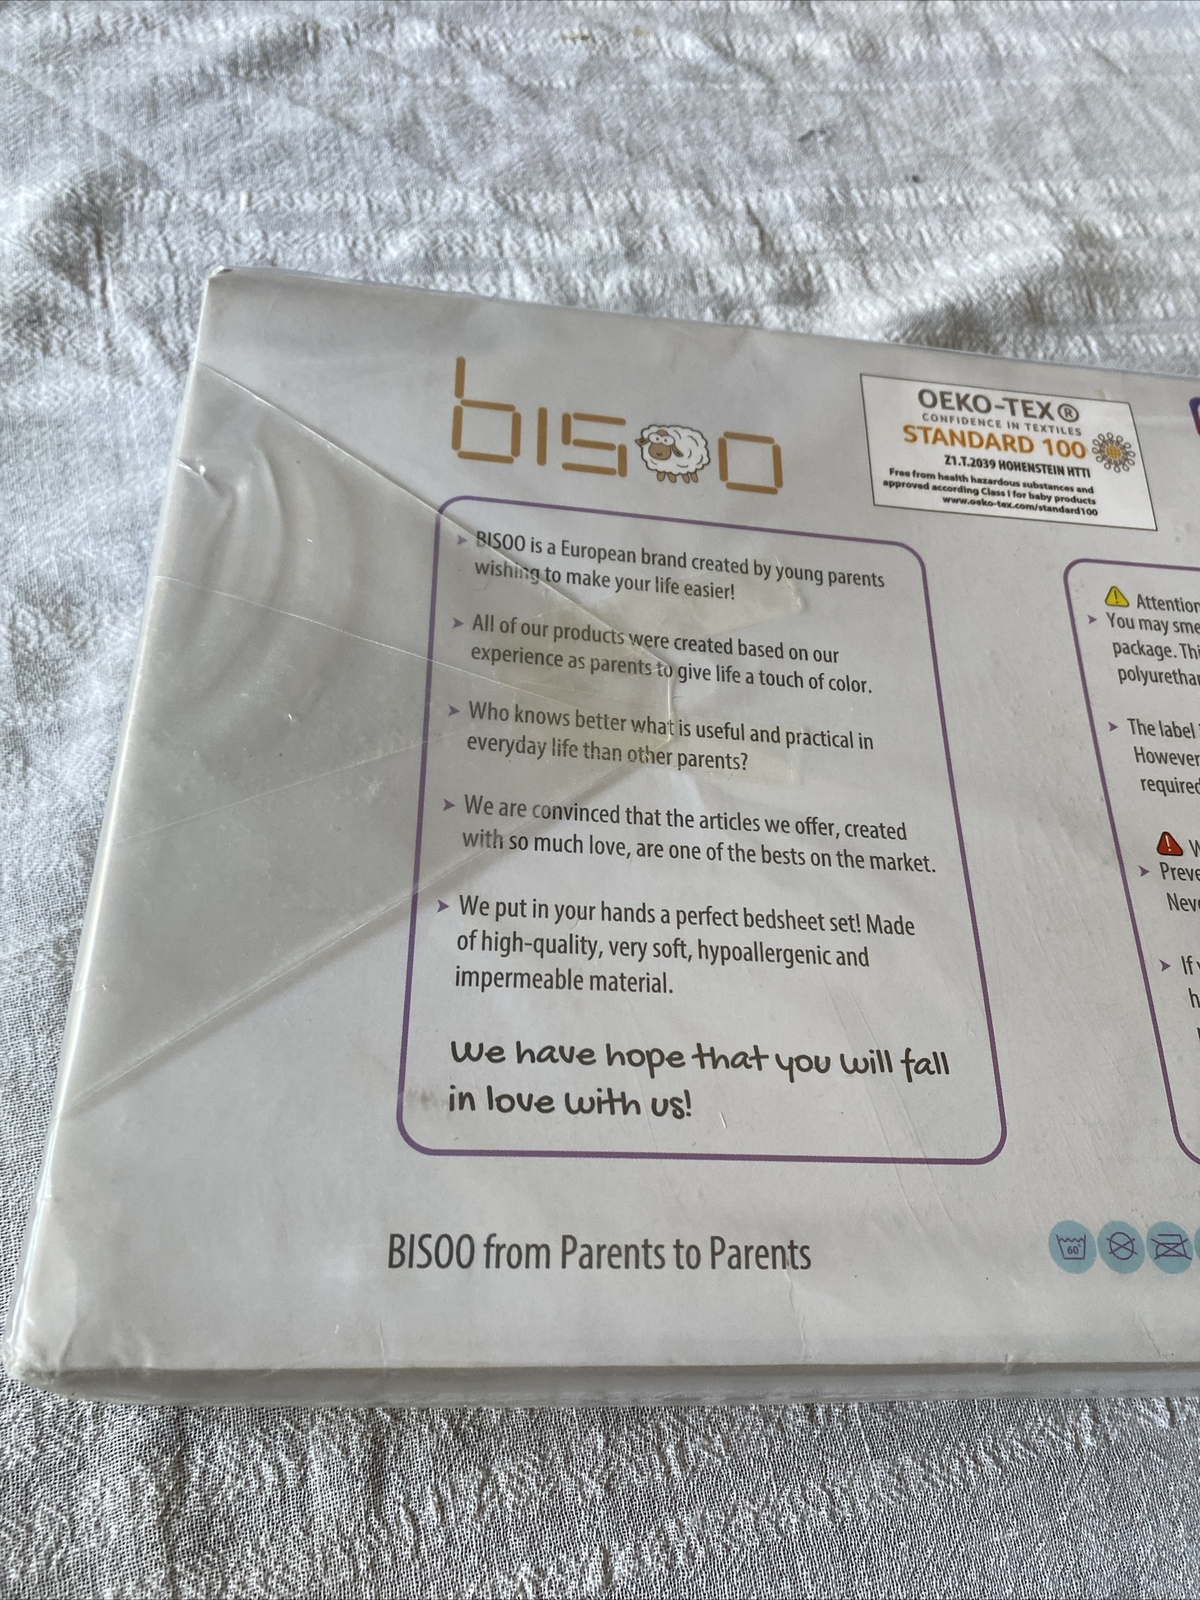 bisoo
OEKO-TEX®
CONFIDENCE IN TEXTILES
STANDARD 100
Z1.T.2039 HOHENSTEIN HTTI
Free from health hazardous substances and
approved according Class I for baby products
www.oeko-tex.com/standard100
➤ BISOO is a European brand created by young parents
wishing to make your life easier!
➤ All of our products were created based on our
experience as parents to give life a touch of color.
➤ Who knows better what is useful and practical in
everyday life than other parents?
➤ We are convinced that the articles we offer, created
with so much love, are one of the bests on the market.
➤ We put in your hands a perfect bedsheet set! Made
of high-quality, very soft, hypoallergenic and
impermeable material.
We have hope that you will fall
in love with us!
BISOO from Parents to Parents
Attention
➤ You may
package.
➤ The label
However
required
➤ If
60°